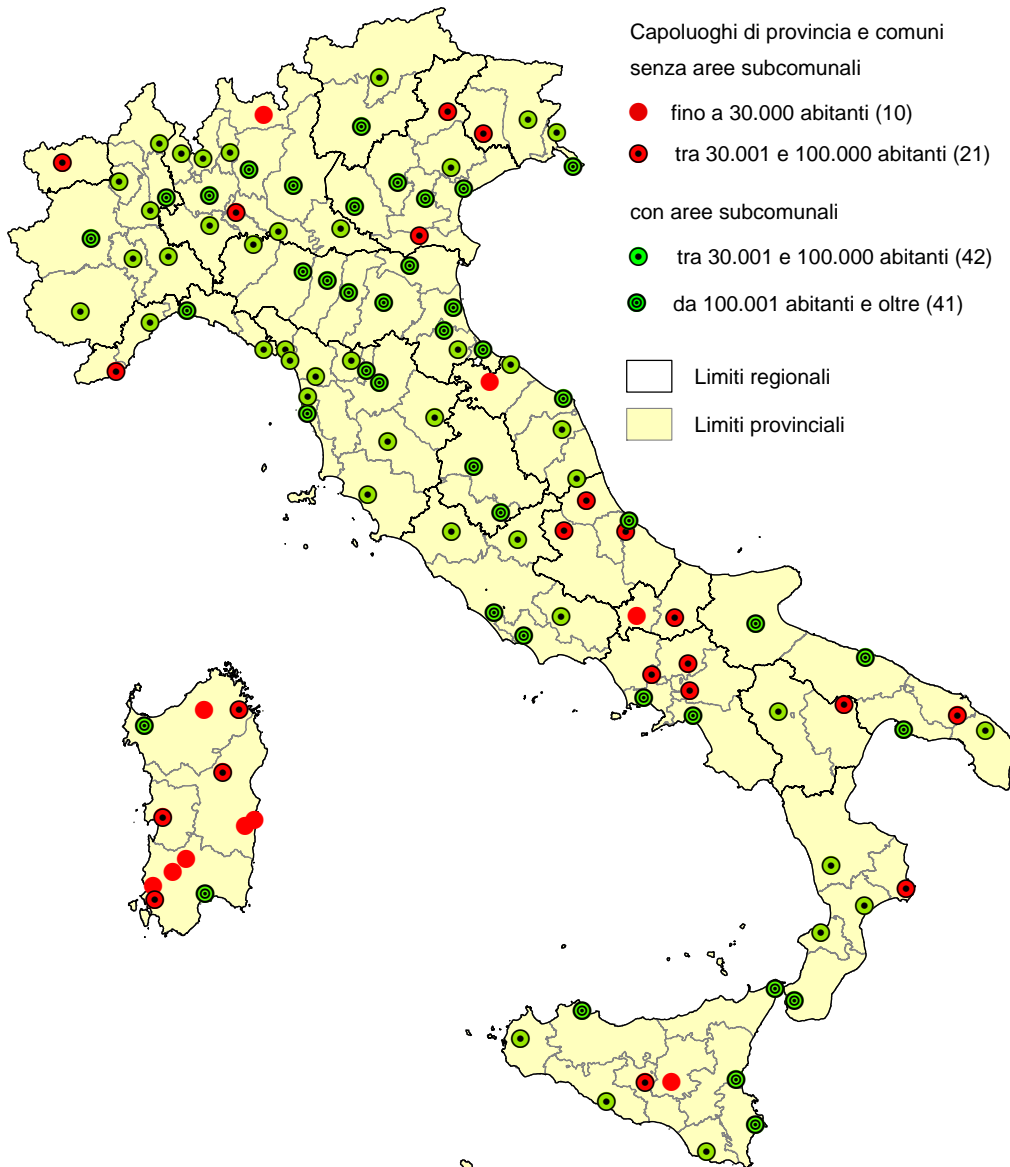 Capoluoghi di provincia e comuni
senza aree subcomunali
fino a 30.000 abitanti (10)
tra 30.001 e 100.000 abitanti (21)
con aree subcomunali
tra 30.001 e 100.000 abitanti (42)
da 100.001 abitanti e oltre (41)
Limiti regionali
Limiti provinciali